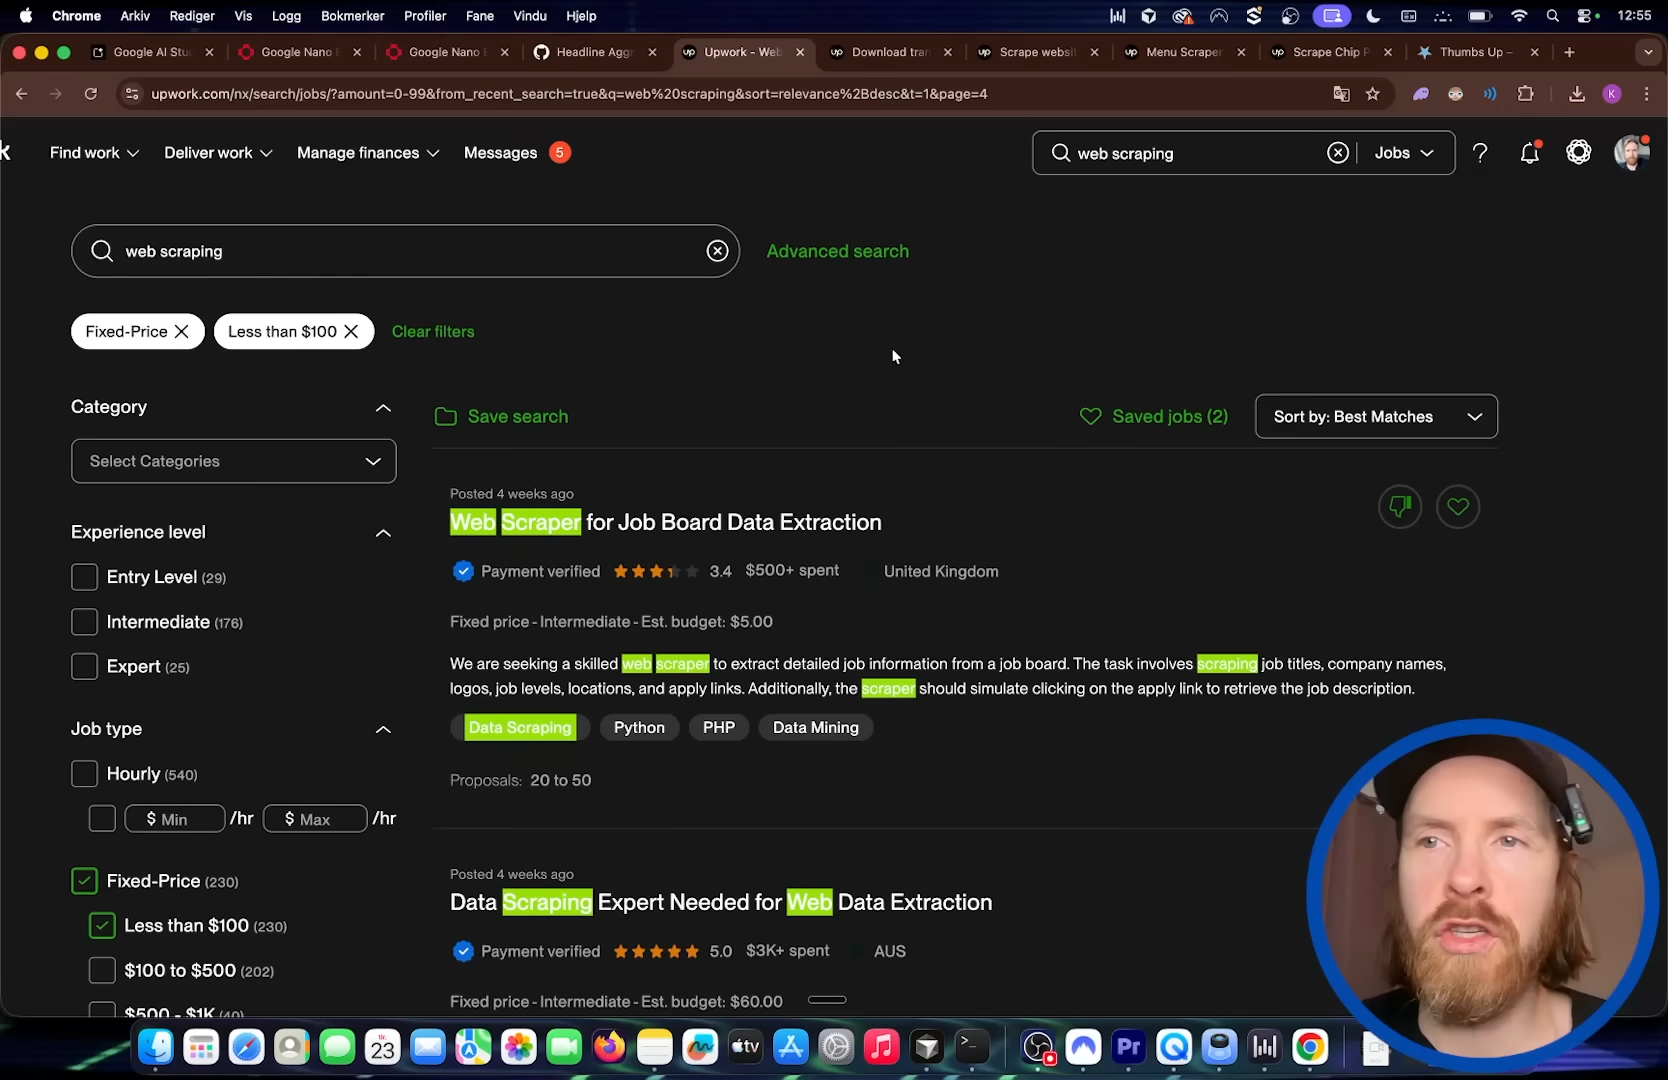 Chrome Arkiv Rediger Vis Logg Bokmerker Profiler Fane Vindu Hjelp 12:55
Google AI Stu Google Nano Google Nano Headline Aggr Upwork - Web Download tran Scrape websit Menu Scraper Scrape Chip P Thumbs Up –
upwork.com/nx/search/jobs/?amount=0-99&from_recent_search=true&q=web%20scraping&sort=relevance%2Bdesc&t=1&page=4 K
k Find work Deliver work Manage finances Messages 5 web scraping Jobs
web scraping Advanced search
Fixed-Price Less than $100 Clear filters
Category
Save search Saved jobs (2) Sort by: Best Matches
Select Categories
Posted 4 weeks ago
Web Scraper for Job Board Data Extraction
Experience level
Payment verified 3.4 $500+ spent United Kingdom
Entry Level (29)
Intermediate (176)
Fixed price - Intermediate - Est. budget: $5.00
Expert (25)
We are seeking a skilled web scraper to extract detailed job information from a job board. The task involves scraping job titles, company names,
logos, job levels, locations, and apply links. Additionally, the scraper should simulate clicking on the apply link to retrieve the job description.
Job type
Data Scraping Python PHP Data Mining
Hourly (540)
Proposals: 20 to 50
$ Min /hr $ Max /hr
Posted 4 weeks ago
Fixed-Price (230)
Data Scraping Expert Needed for Web Data Extraction
Less than $100 (230)
Payment verified 5.0 $3K+ spent AUS
$100 to $500 (202)
Fixed price - Intermediate - Est. budget: $60.00
$500 - $1K (40)
23 tv Pr